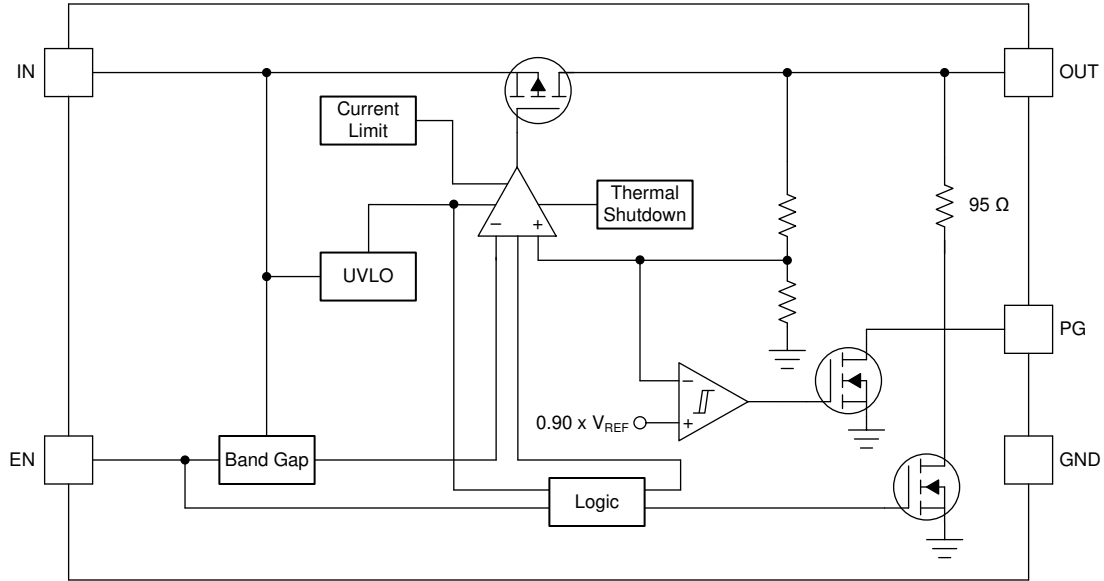 IN
OUT
Current
Limit
Thermal
Shutdown
95 Ω
− +
UVLO
PG
−
0.90 x VREF
+
EN
Band Gap
GND
Logic